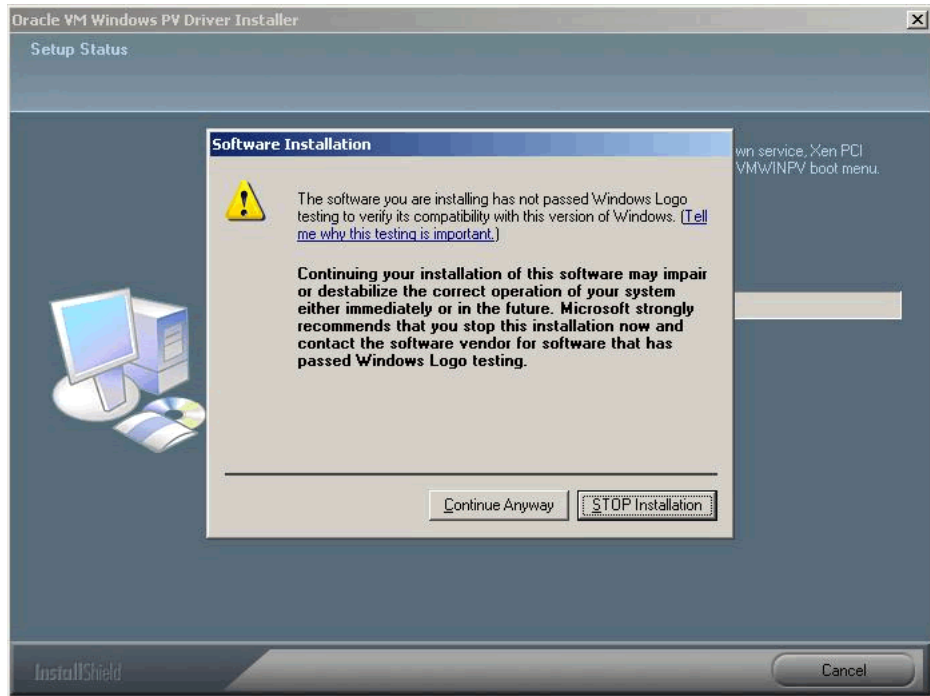 Oracle VM Windows PV Driver Installer
Setup Status
wn service, Xen PCI
VMWINPV boot menu.
Software Installation
The software you are installing has not passed Windows Logo
testing to verify its compatibility with this version of Windows. (Tell
me why this testing is important.)
Continuing your installation of this software may impair
or destabilize the correct operation of your system
either immediately or in the future. Microsoft strongly
recommends that you stop this installation now and
contact the software vendor for software that has
passed Windows Logo testing.
Continue Anyway
STOP Installation
InstallShield
Cancel